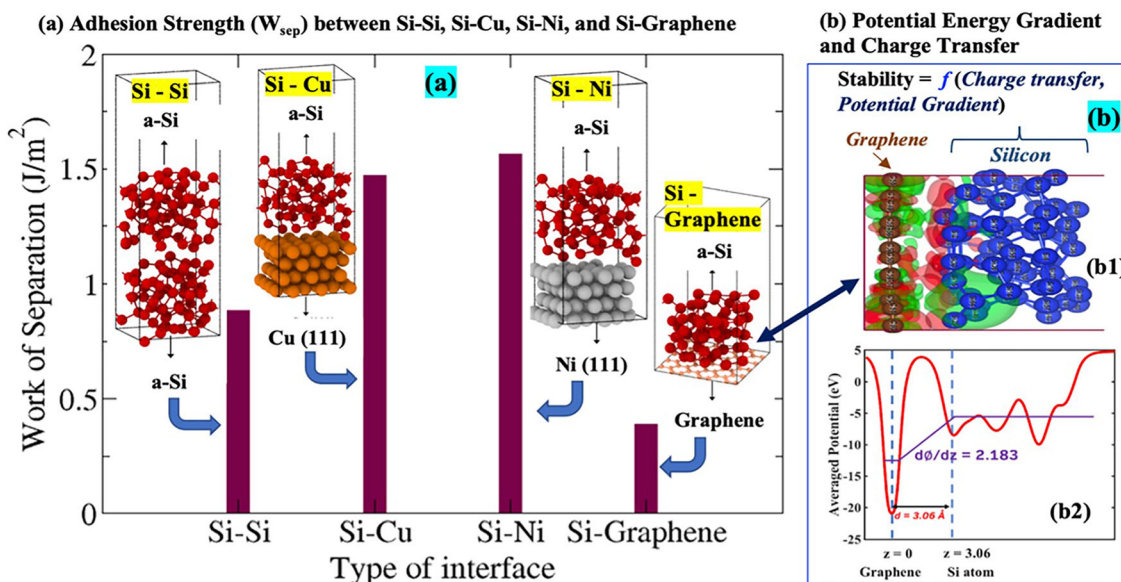 (a) Adhesion Strength (Wsep) between Si-Si, Si-Cu, Si-Ni, and Si-Graphene
Work of Separation (J/m²)
2
1.5
1
0.5
0
Si - Si
a-Si
a-Si
Si - Cu
a-Si
Cu (111)
(a)
Si - Ni
a-Si
Ni (111)
Si -
Graphene
a-Si
Graphene
Si-Si
Si-Cu
Si-Ni
Si-Graphene
Type of interface
(b) Potential Energy Gradient
and Charge Transfer
Stability = f (Charge transfer,
Potential Gradient)
(b)
Graphene
Silicon
(b1)
Averaged Potential (eV)
5
0
-5
-10
-15
-20
-25
dø/dz = 2.183
d = 3.06 Å
(b2)
z = 0
Graphene
z = 3.06
Si atom